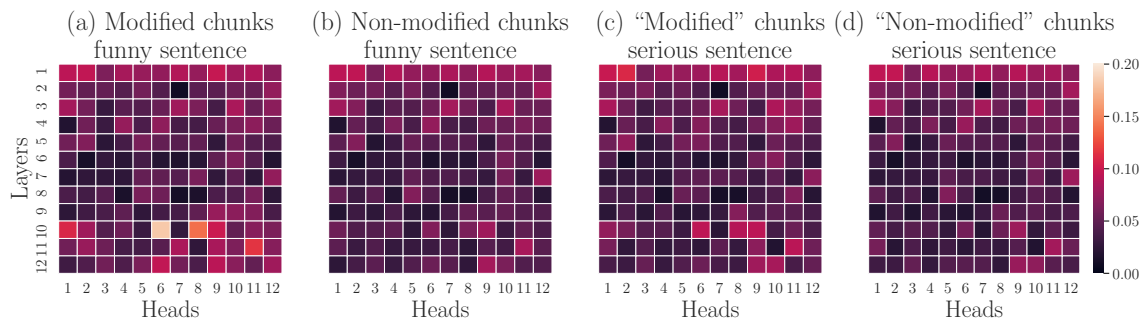 (a) Modified chunks
funny sentence
(b) Non-modified chunks
funny sentence
(c) “Modified” chunks
serious sentence
(d) “Non-modified” chunks
serious sentence
Layers
1
2
3
4
5
6
7
8
9
10
11
12
1 2 3 4 5 6 7 8 9 10 11 12
Heads
1 2 3 4 5 6 7 8 9 10 11 12
Heads
1 2 3 4 5 6 7 8 9 10 11 12
Heads
1 2 3 4 5 6 7 8 9 10 11 12
Heads
0.20
0.15
0.10
0.05
0.00